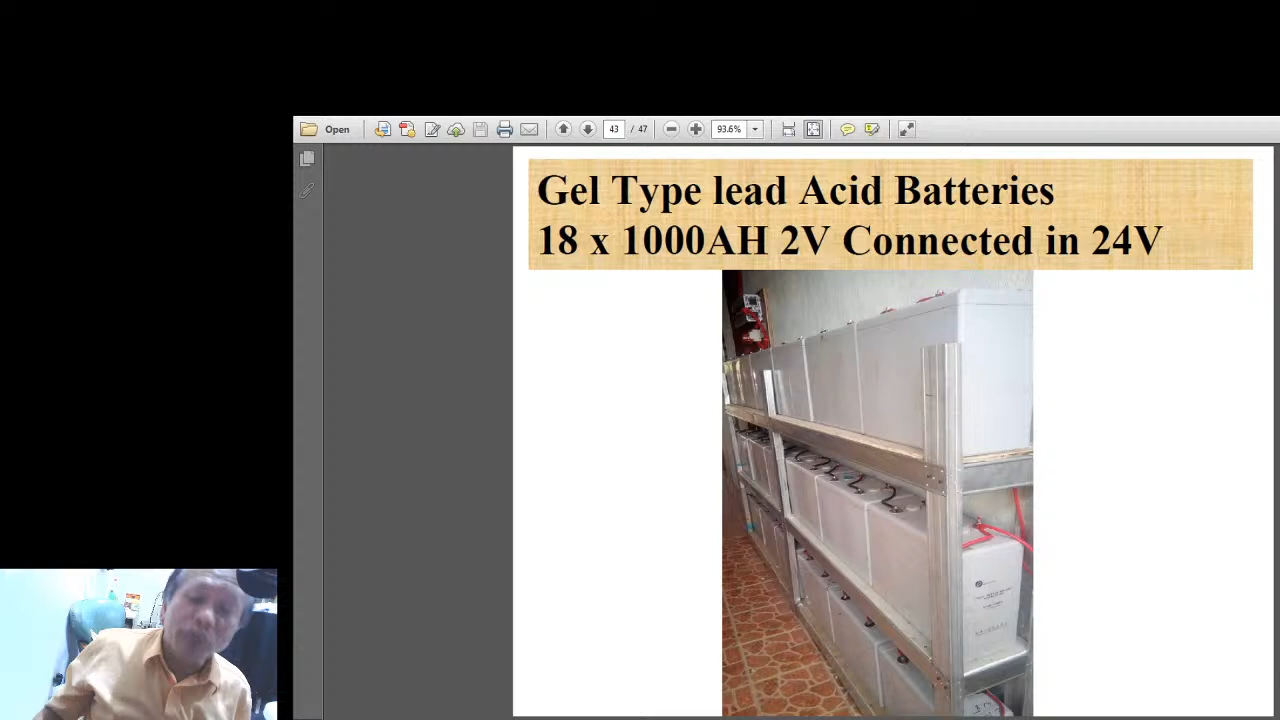 Open
43 / 47
93.6%
Gel Type lead Acid Batteries
18 x 1000AH 2V Connected in 24V